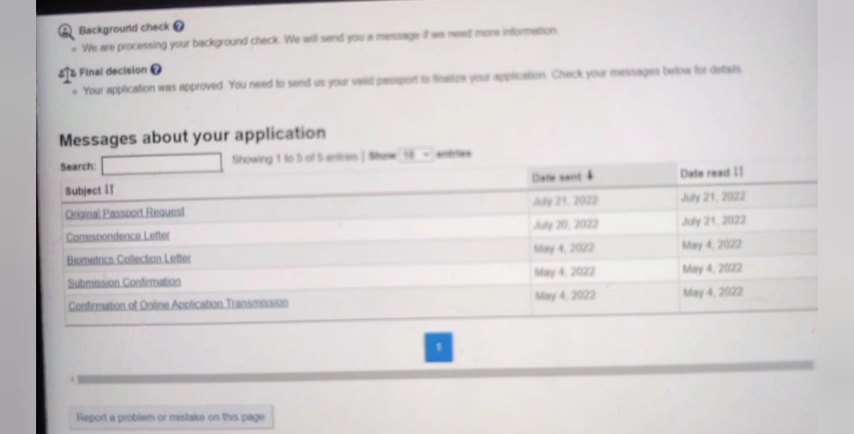 Background check ?
We are processing your background check. We will send you a message if we need more information.
Final decision ?
Your application was approved. You need to send us your valid passport to finalize your application. Check your messages below for details.
Messages about your application
Search: Showing 1 to 5 of 5 entries | Show 10 entries
Subject Date sent Date read
Original Passport Request July 21, 2022 July 21, 2022
Correspondence Letter July 20, 2022 July 21, 2022
Biometrics Collection Letter May 4, 2022 May 4, 2022
Submission Confirmation May 4, 2022 May 4, 2022
Confirmation of Online Application Transmission May 4, 2022 May 4, 2022
1
Report a problem or mistake on this page